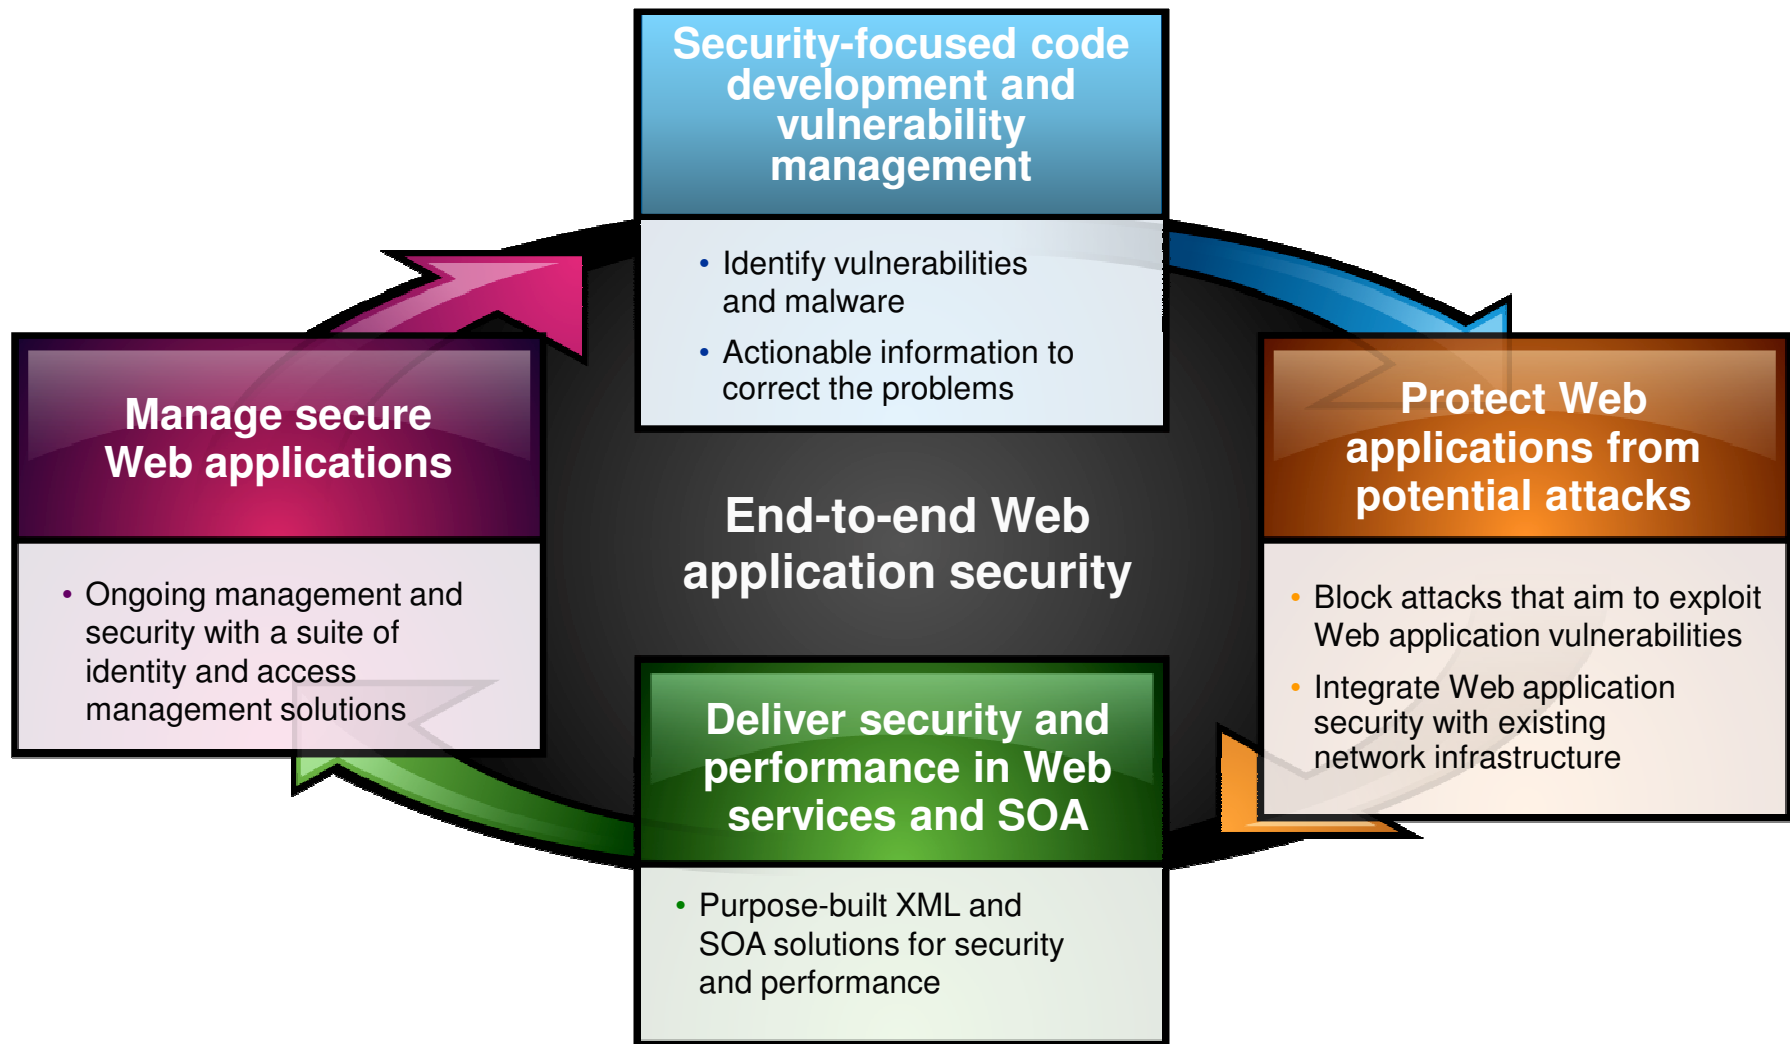 Security-focused code
development and
vulnerability
management
• Identify vulnerabilities
and malware
• Actionable information to
correct the problems
Manage secure
Web applications
• Ongoing management and
security with a suite of
identity and access
management solutions
End-to-end Web
application security
Protect Web
applications from
potential attacks
• Block attacks that aim to exploit
Web application vulnerabilities
• Integrate Web application
security with existing
network infrastructure
Deliver security and
performance in Web
services and SOA
• Purpose-built XML and
SOA solutions for security
and performance